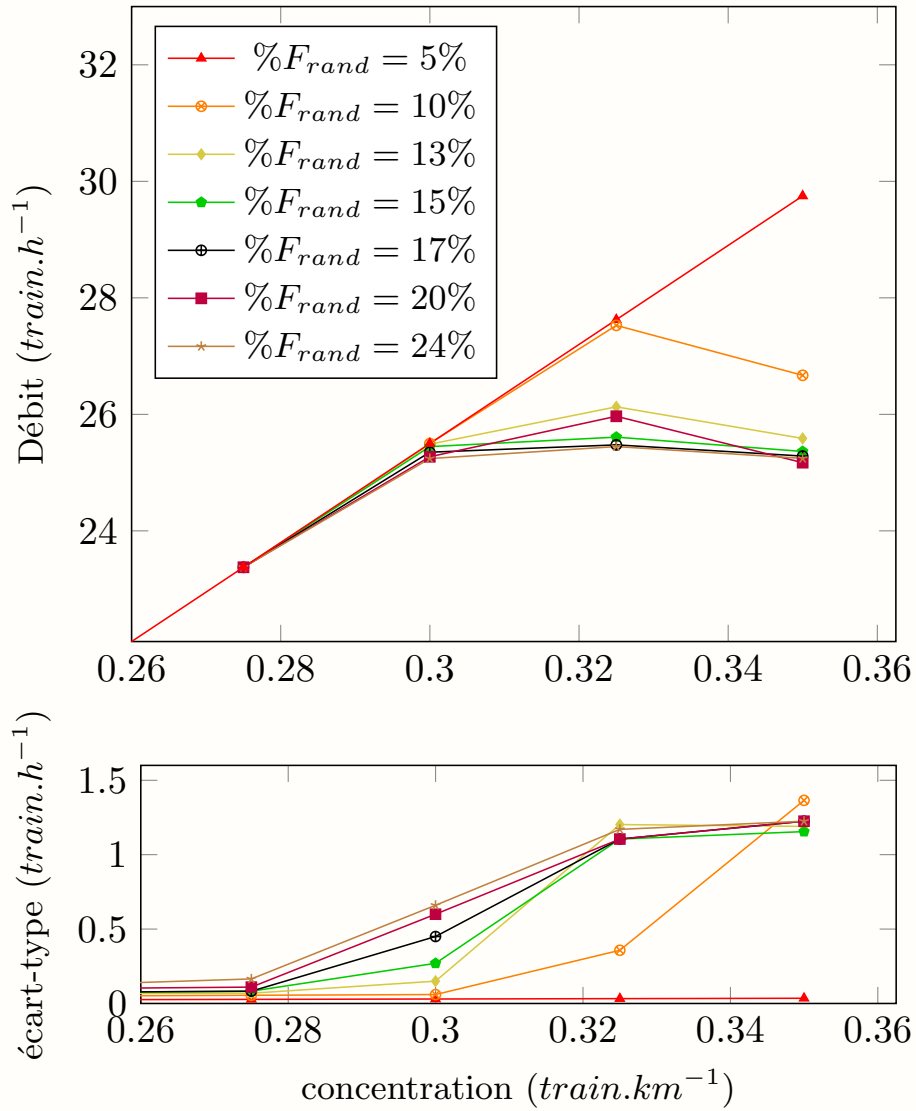 Débit (train.h⁻¹)
32
30
28
26
24
%F_rand = 5%
%F_rand = 10%
%F_rand = 13%
%F_rand = 15%
%F_rand = 17%
%F_rand = 20%
%F_rand = 24%
0.26 0.28 0.3 0.32 0.34 0.36
écart-type (train.h⁻¹)
1.5
1
0.5
0
0.26 0.28 0.3 0.32 0.34 0.36
concentration (train.km⁻¹)